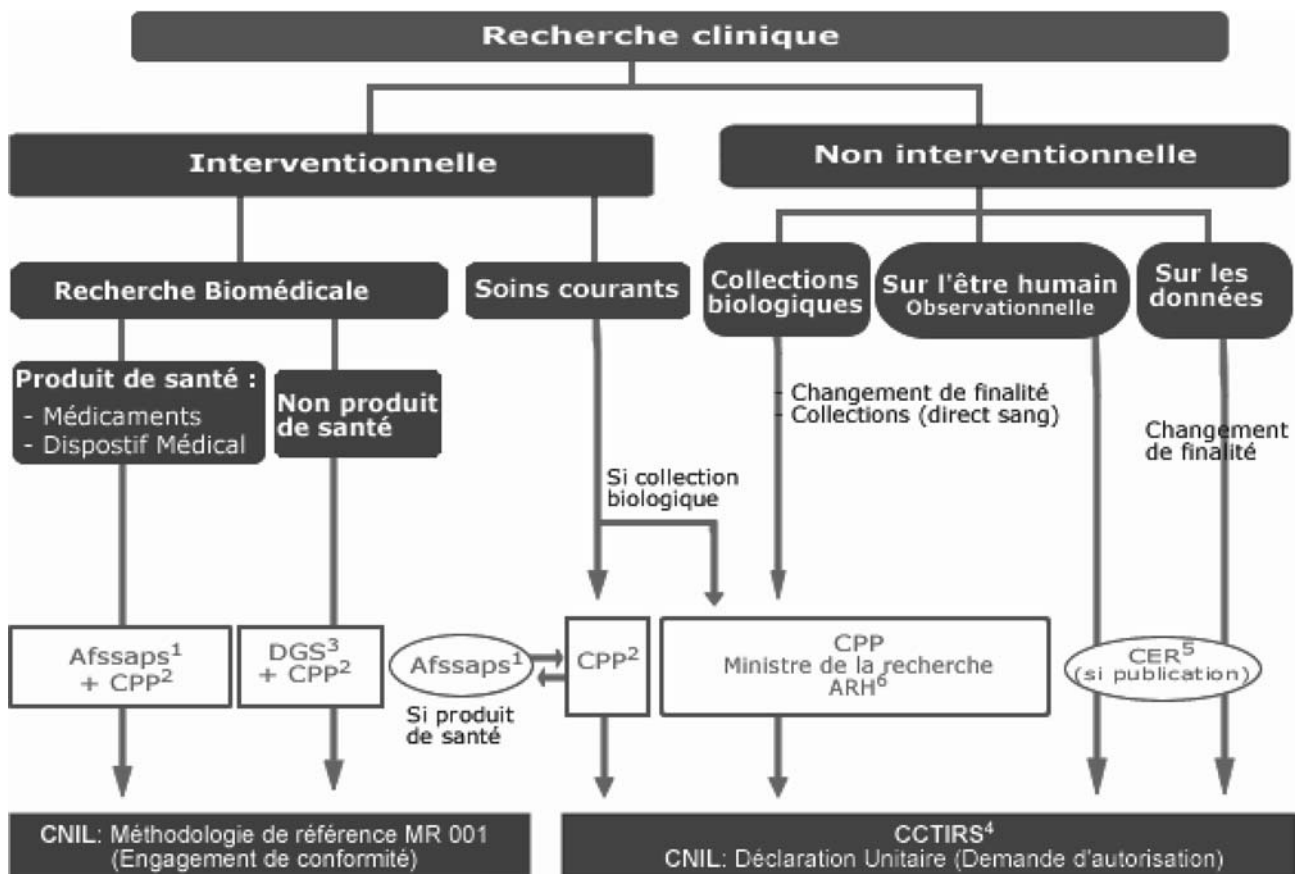 Recherche clinique
Interventionnelle
Non interventionnelle
Recherche Biomédicale
Soins courants
Collections
biologiques
Sur l'être humain
Observationnelle
Sur les
données
Produit de santé :
- Médicaments
- Dispostif Médical
Non produit
de santé
- Changement de finalité
- Collections (direct sang)
Changement
de finalité
Si collection
biologique
Afssaps¹
+ CPP²
DGS³
+ CPP²
Afssaps¹
Si produit
de santé
CPP²
CPP
Ministre de la recherche
ARH⁶
CER⁵
(si publication)
CNIL: Méthodologie de référence MR 001
(Engagement de conformité)
CCTIRS⁴
CNIL: Déclaration Unitaire (Demande d'autorisation)